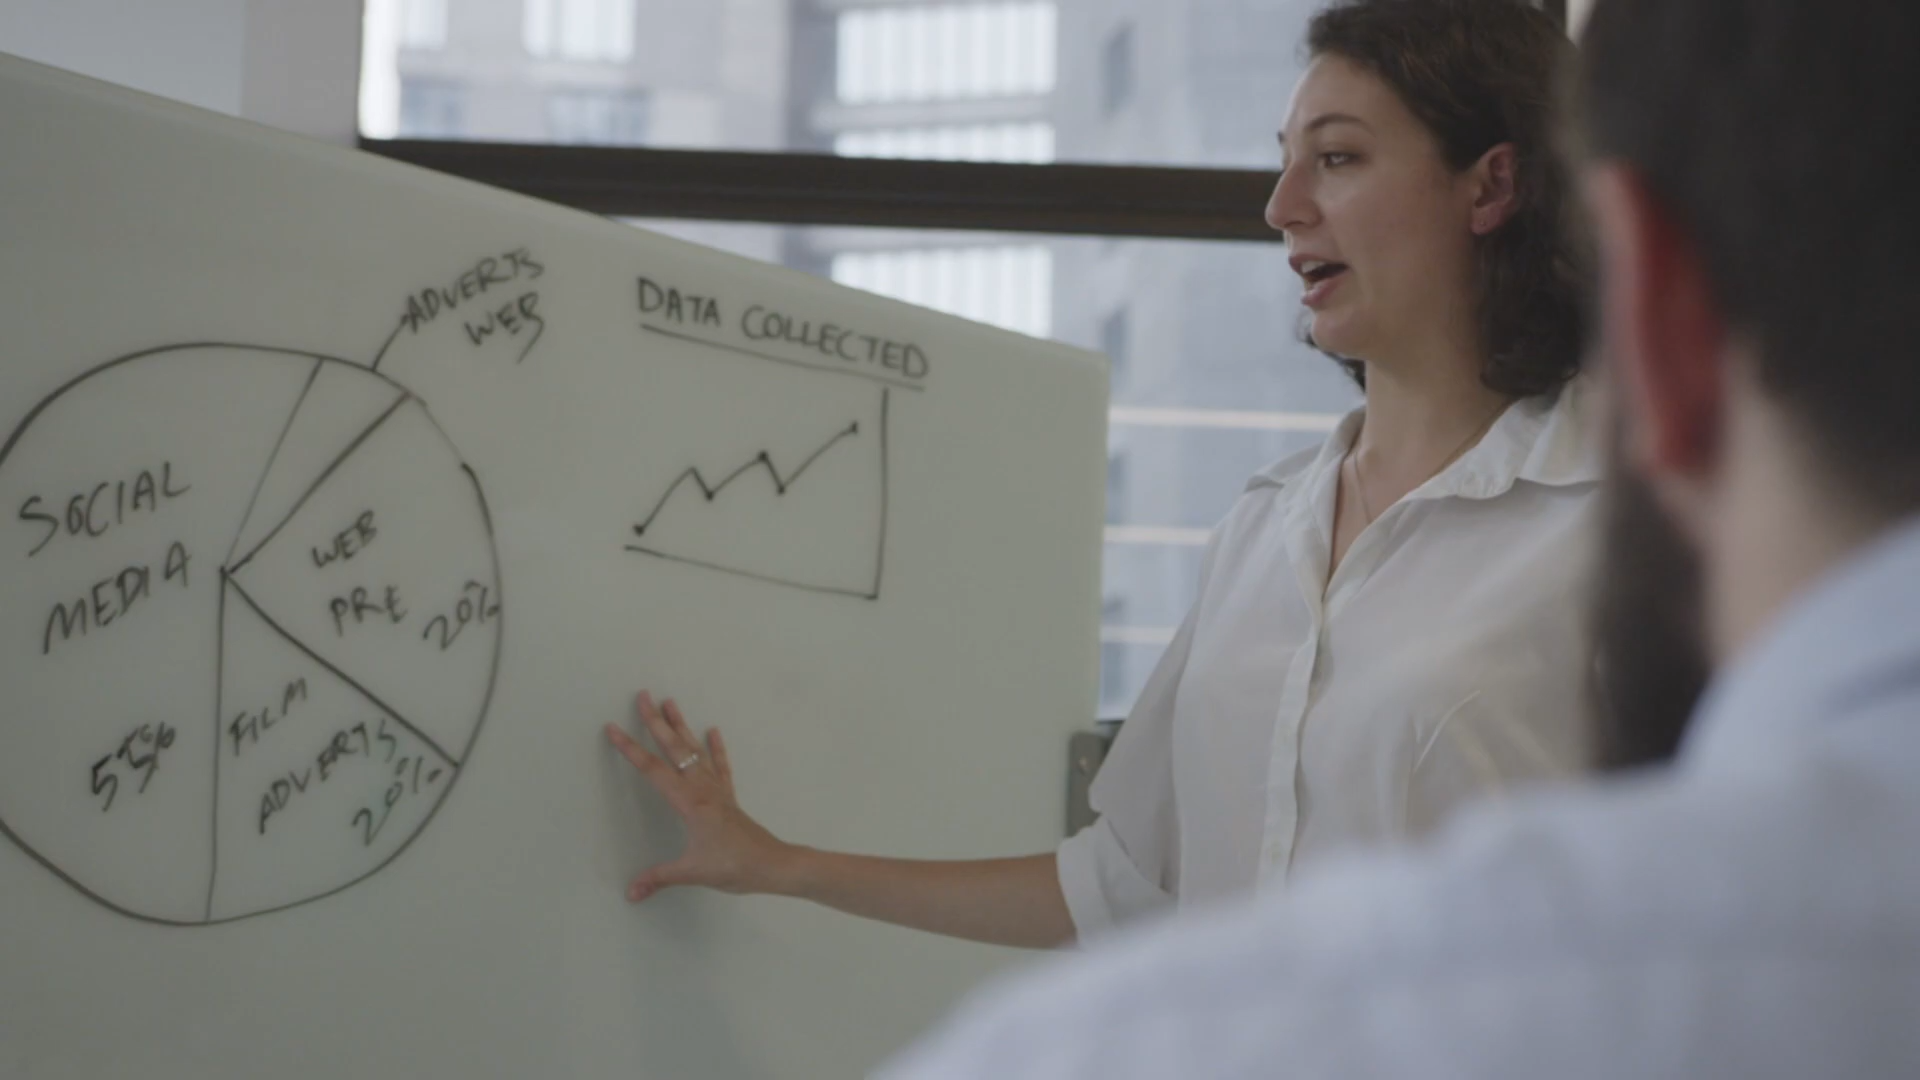 ADVERTS
WEB
DATA COLLECTED
SOCIAL
MEDIA
55%
WEB
PRE
20%
FILM
ADVERTS
20%